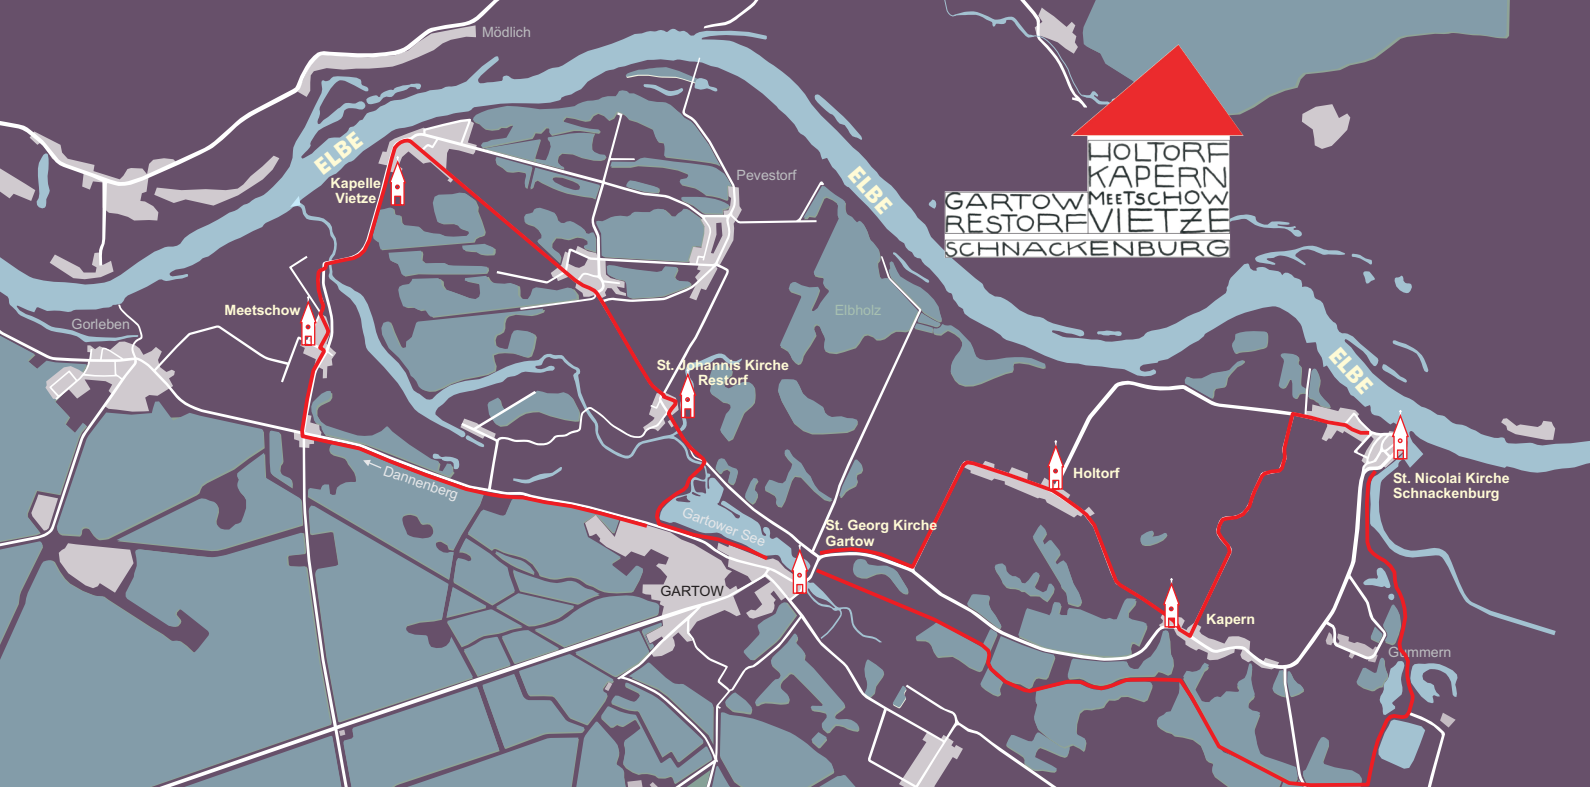 Mödlich
ELBE
Kapelle
Vietze
Pevestorf
ELBE
HOLTORF
KAPERN
GARTOW
MEETSCHOW
RESTORF
VIETZE
SCHNACKENBURG
Meetschow
Gorleben
Elbholz
St. Johannis Kirche
Restorf
ELBE
Dannenberg
Holtorf
St. Nicolai Kirche
Schnackenburg
Gartower See
St. Georg Kirche
Gartow
GARTOW
Kapern
Gummern